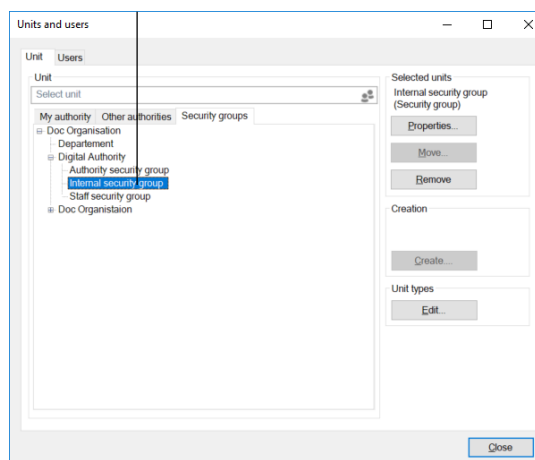 Units and users
Unit Users
Unit
Select unit
My authority Other authorities Security groups
Doc Organisation
Departement
Digital Authority
Authority security group
Internal security group
Staff security group
Doc Organistaion
Selected units
Internal security group
(Security group)
Properties...
Move...
Remove
Creation
Create...
Unit types
Edit...
Close